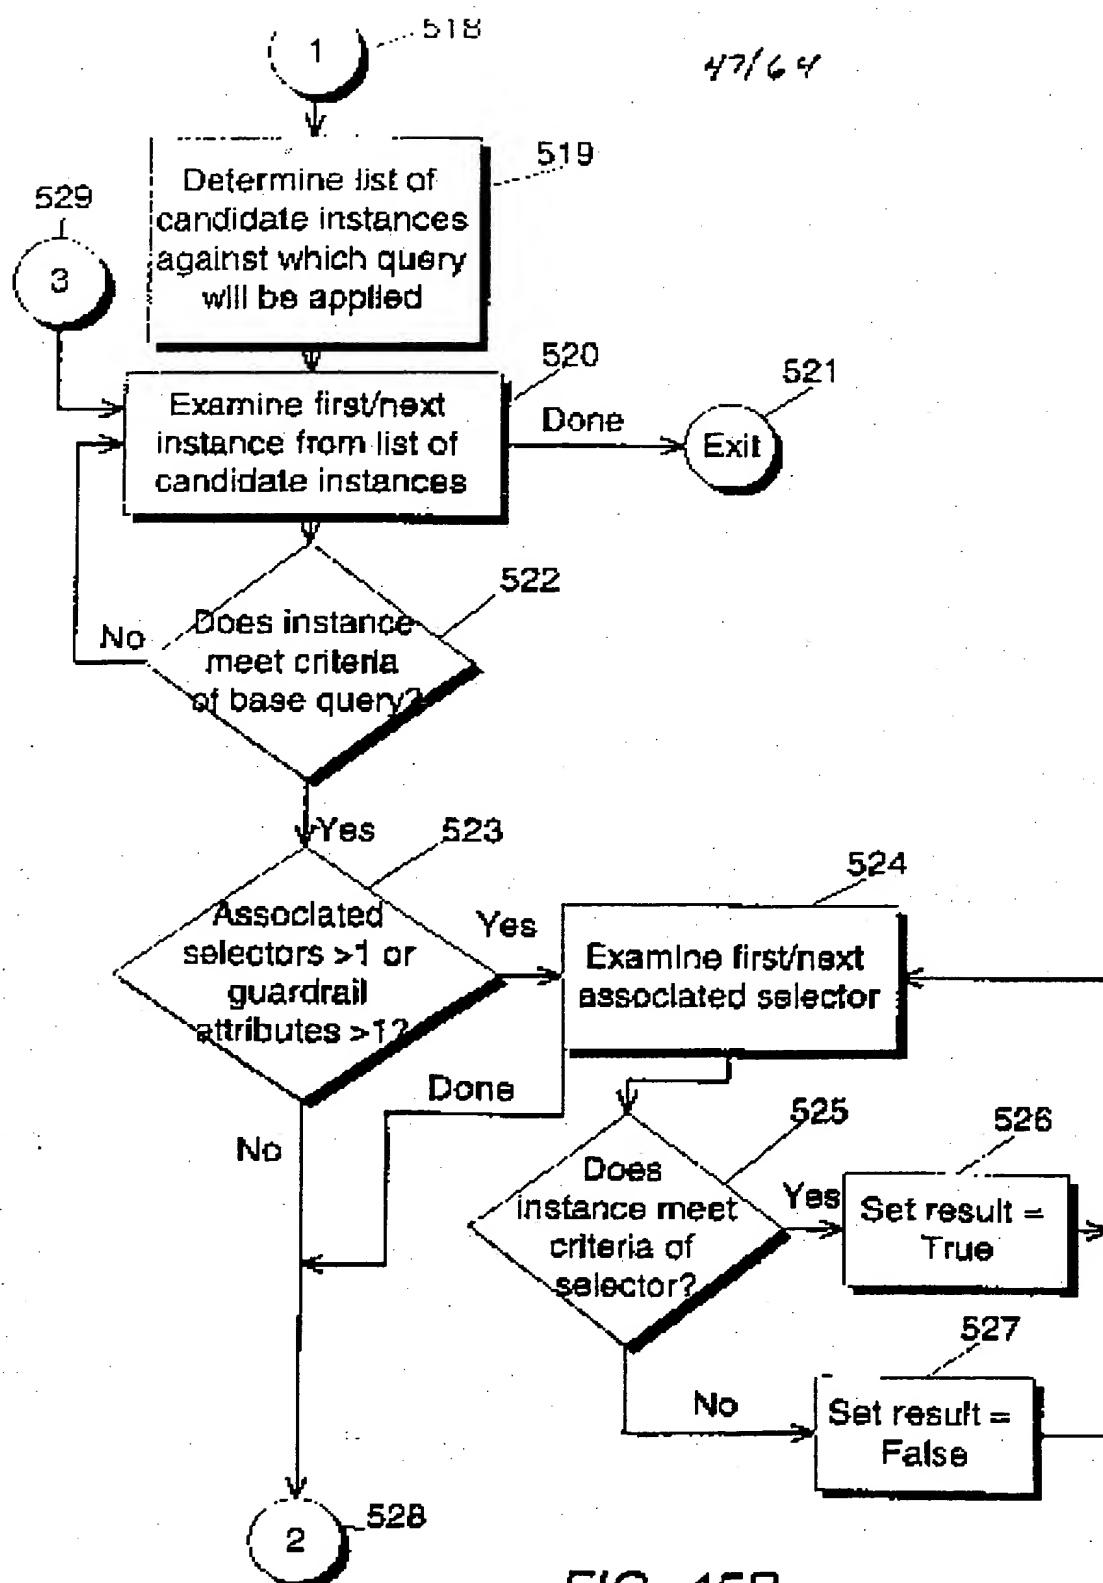 518
1
47/64
519
Determine list of
candidate instances
against which query
will be applied
529
3
520
Examine first/next
instance from list of
candidate instances
Done
521
Exit
522
Does instance
meet criteria
of base query?
No
Yes
523
Associated
selectors >1 or
guardrail
attributes >1?
Yes
No
524
Examine first/next
associated selector
Done
525
Does
instance meet
criteria of
selector?
Yes
526
Set result =
True
No
527
Set result =
False
2
528